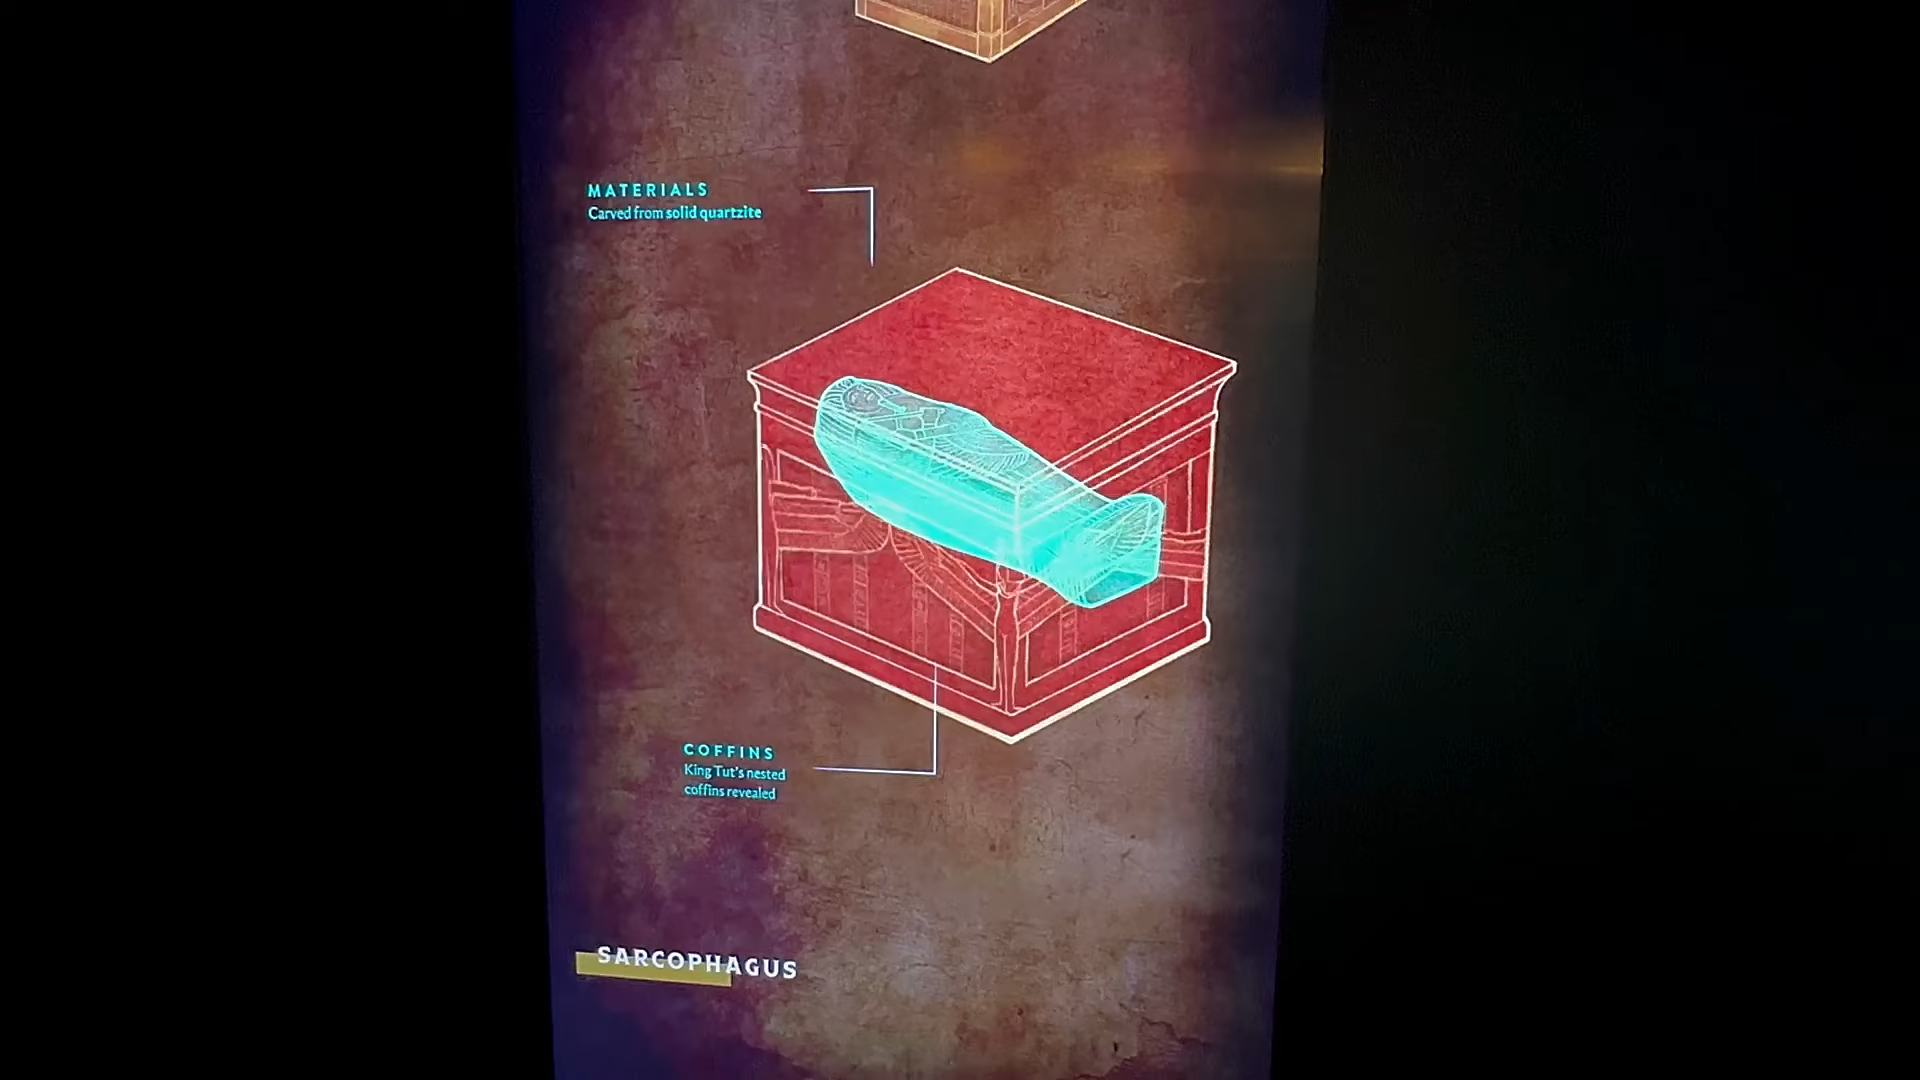 MATERIALS
Carved from solid quartzite
COFFINS
King Tut's nested
coffins revealed
SARCOPHAGUS